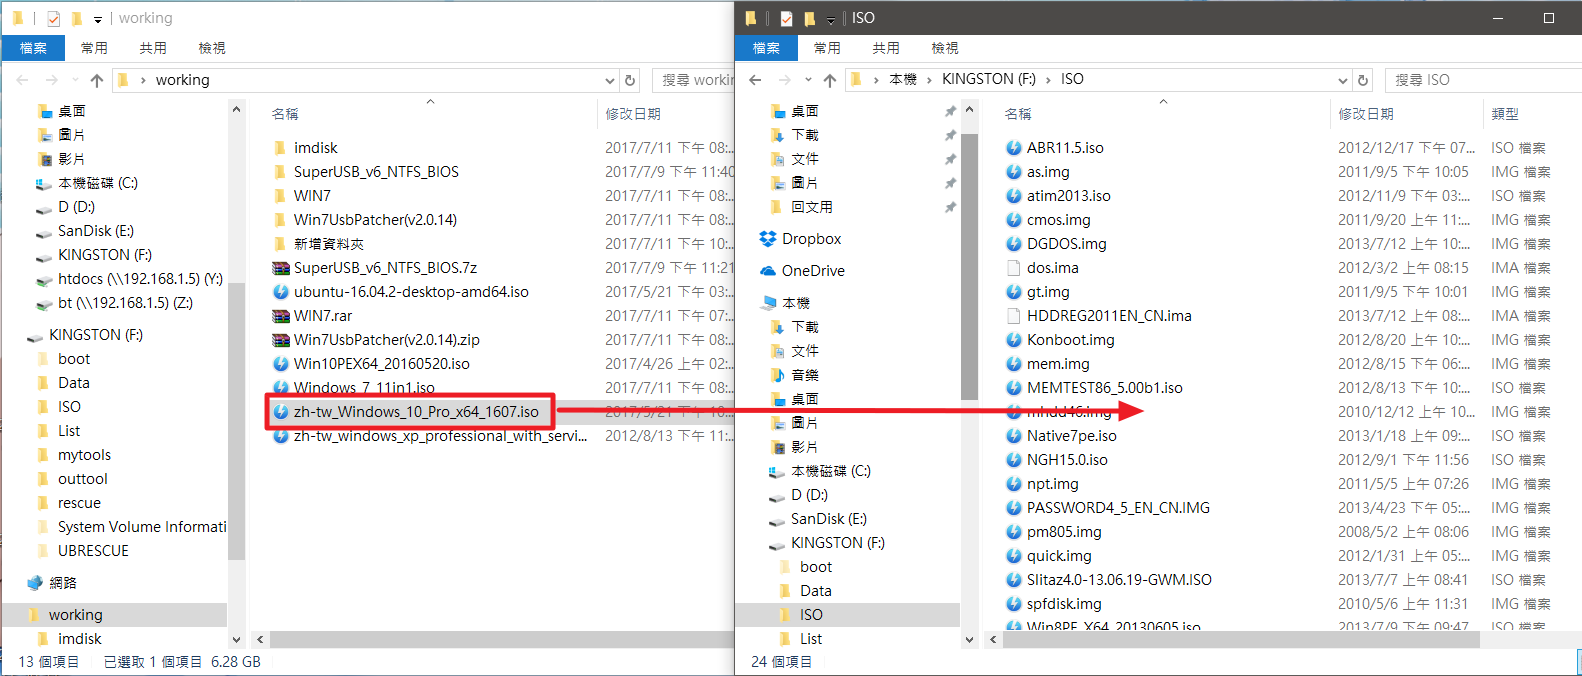 working
檔案 常用 共用 檢視
working
搜尋 workin
桌面
圖片
影片
本機磁碟 (C:)
D (D:)
SanDisk (E:)
KINGSTON (F:)
htdocs (\\192.168.1.5) (Y:)
bt (\\192.168.1.5) (Z:)
KINGSTON (F:)
boot
Data
ISO
List
mytools
outtool
rescue
System Volume Informati
UBRESCUE
網路
working
imdisk
名稱 修改日期
imdisk 2017/7/11 下午 08:...
SuperUSB_v6_NTFS_BIOS 2017/7/9 下午 11:40
WIN7 2017/7/11 下午 08:...
Win7UsbPatcher(v2.0.14) 2017/7/11 下午 08:...
新增資料夾 2017/7/11 下午 10:...
SuperUSB_v6_NTFS_BIOS.7z 2017/7/9 下午 11:21
ubuntu-16.04.2-desktop-amd64.iso 2017/5/21 下午 03:...
WIN7.rar 2017/7/11 下午 07:...
Win7UsbPatcher(v2.0.14).zip 2017/7/11 下午 08:...
Win10PEX64_20160520.iso 2017/4/26 上午 02:...
Windows_7_11in1.iso 2017/7/11 下午 08:...
zh-tw_Windows_10_Pro_x64_1607.iso 2017/5/21 下午 10:...
zh-tw_windows_xp_professional_with_servi... 2012/8/13 下午 11:...
13 個項目 已選取 1 個項目 6.28 GB
ISO
檔案 常用 共用 檢視
本機 KINGSTON (F:) ISO
搜尋 ISO
桌面
下載
文件
圖片
回文用
Dropbox
OneDrive
本機
下載
文件
音樂
桌面
圖片
影片
本機磁碟 (C:)
D (D:)
SanDisk (E:)
KINGSTON (F:)
boot
Data
ISO
List
名稱 修改日期 類型
ABR11.5.iso 2012/12/17 下午 07... ISO 檔案
as.img 2011/9/5 下午 10:05 IMG 檔案
atim2013.iso 2012/11/9 下午 03:... ISO 檔案
cmos.img 2011/9/20 上午 11:... IMG 檔案
DGDOS.img 2013/7/12 上午 10:... IMG 檔案
dos.ima 2012/3/2 上午 08:15 IMA 檔案
gt.img 2011/9/5 下午 10:01 IMG 檔案
HDDREG2011EN_CN.ima 2013/7/12 上午 08:... IMA 檔案
Konboot.img 2012/8/20 上午 10:... IMG 檔案
mem.img 2012/8/15 下午 06:... IMG 檔案
MEMTEST86_5.00b1.iso 2012/8/13 下午 10:... ISO 檔案
mhdd46.img 2010/12/12 上午 10... IMG 檔案
Native7pe.iso 2013/1/18 上午 09:... ISO 檔案
NGH15.0.iso 2012/9/1 下午 11:56 ISO 檔案
npt.img 2011/5/5 上午 07:26 IMG 檔案
PASSWORD4_5_EN_CN.IMG 2013/4/23 下午 05:... IMG 檔案
pm805.img 2008/5/2 上午 08:06 IMG 檔案
quick.img 2012/1/31 上午 05:... IMG 檔案
Slitaz4.0-13.06.19-GWM.ISO 2013/7/7 上午 08:41 ISO 檔案
spfdisk.img 2010/5/6 上午 11:31 IMG 檔案
Win8PE_X64_20130605.iso 2013/7/9 上午 09:47 ISO 檔案
24 個項目